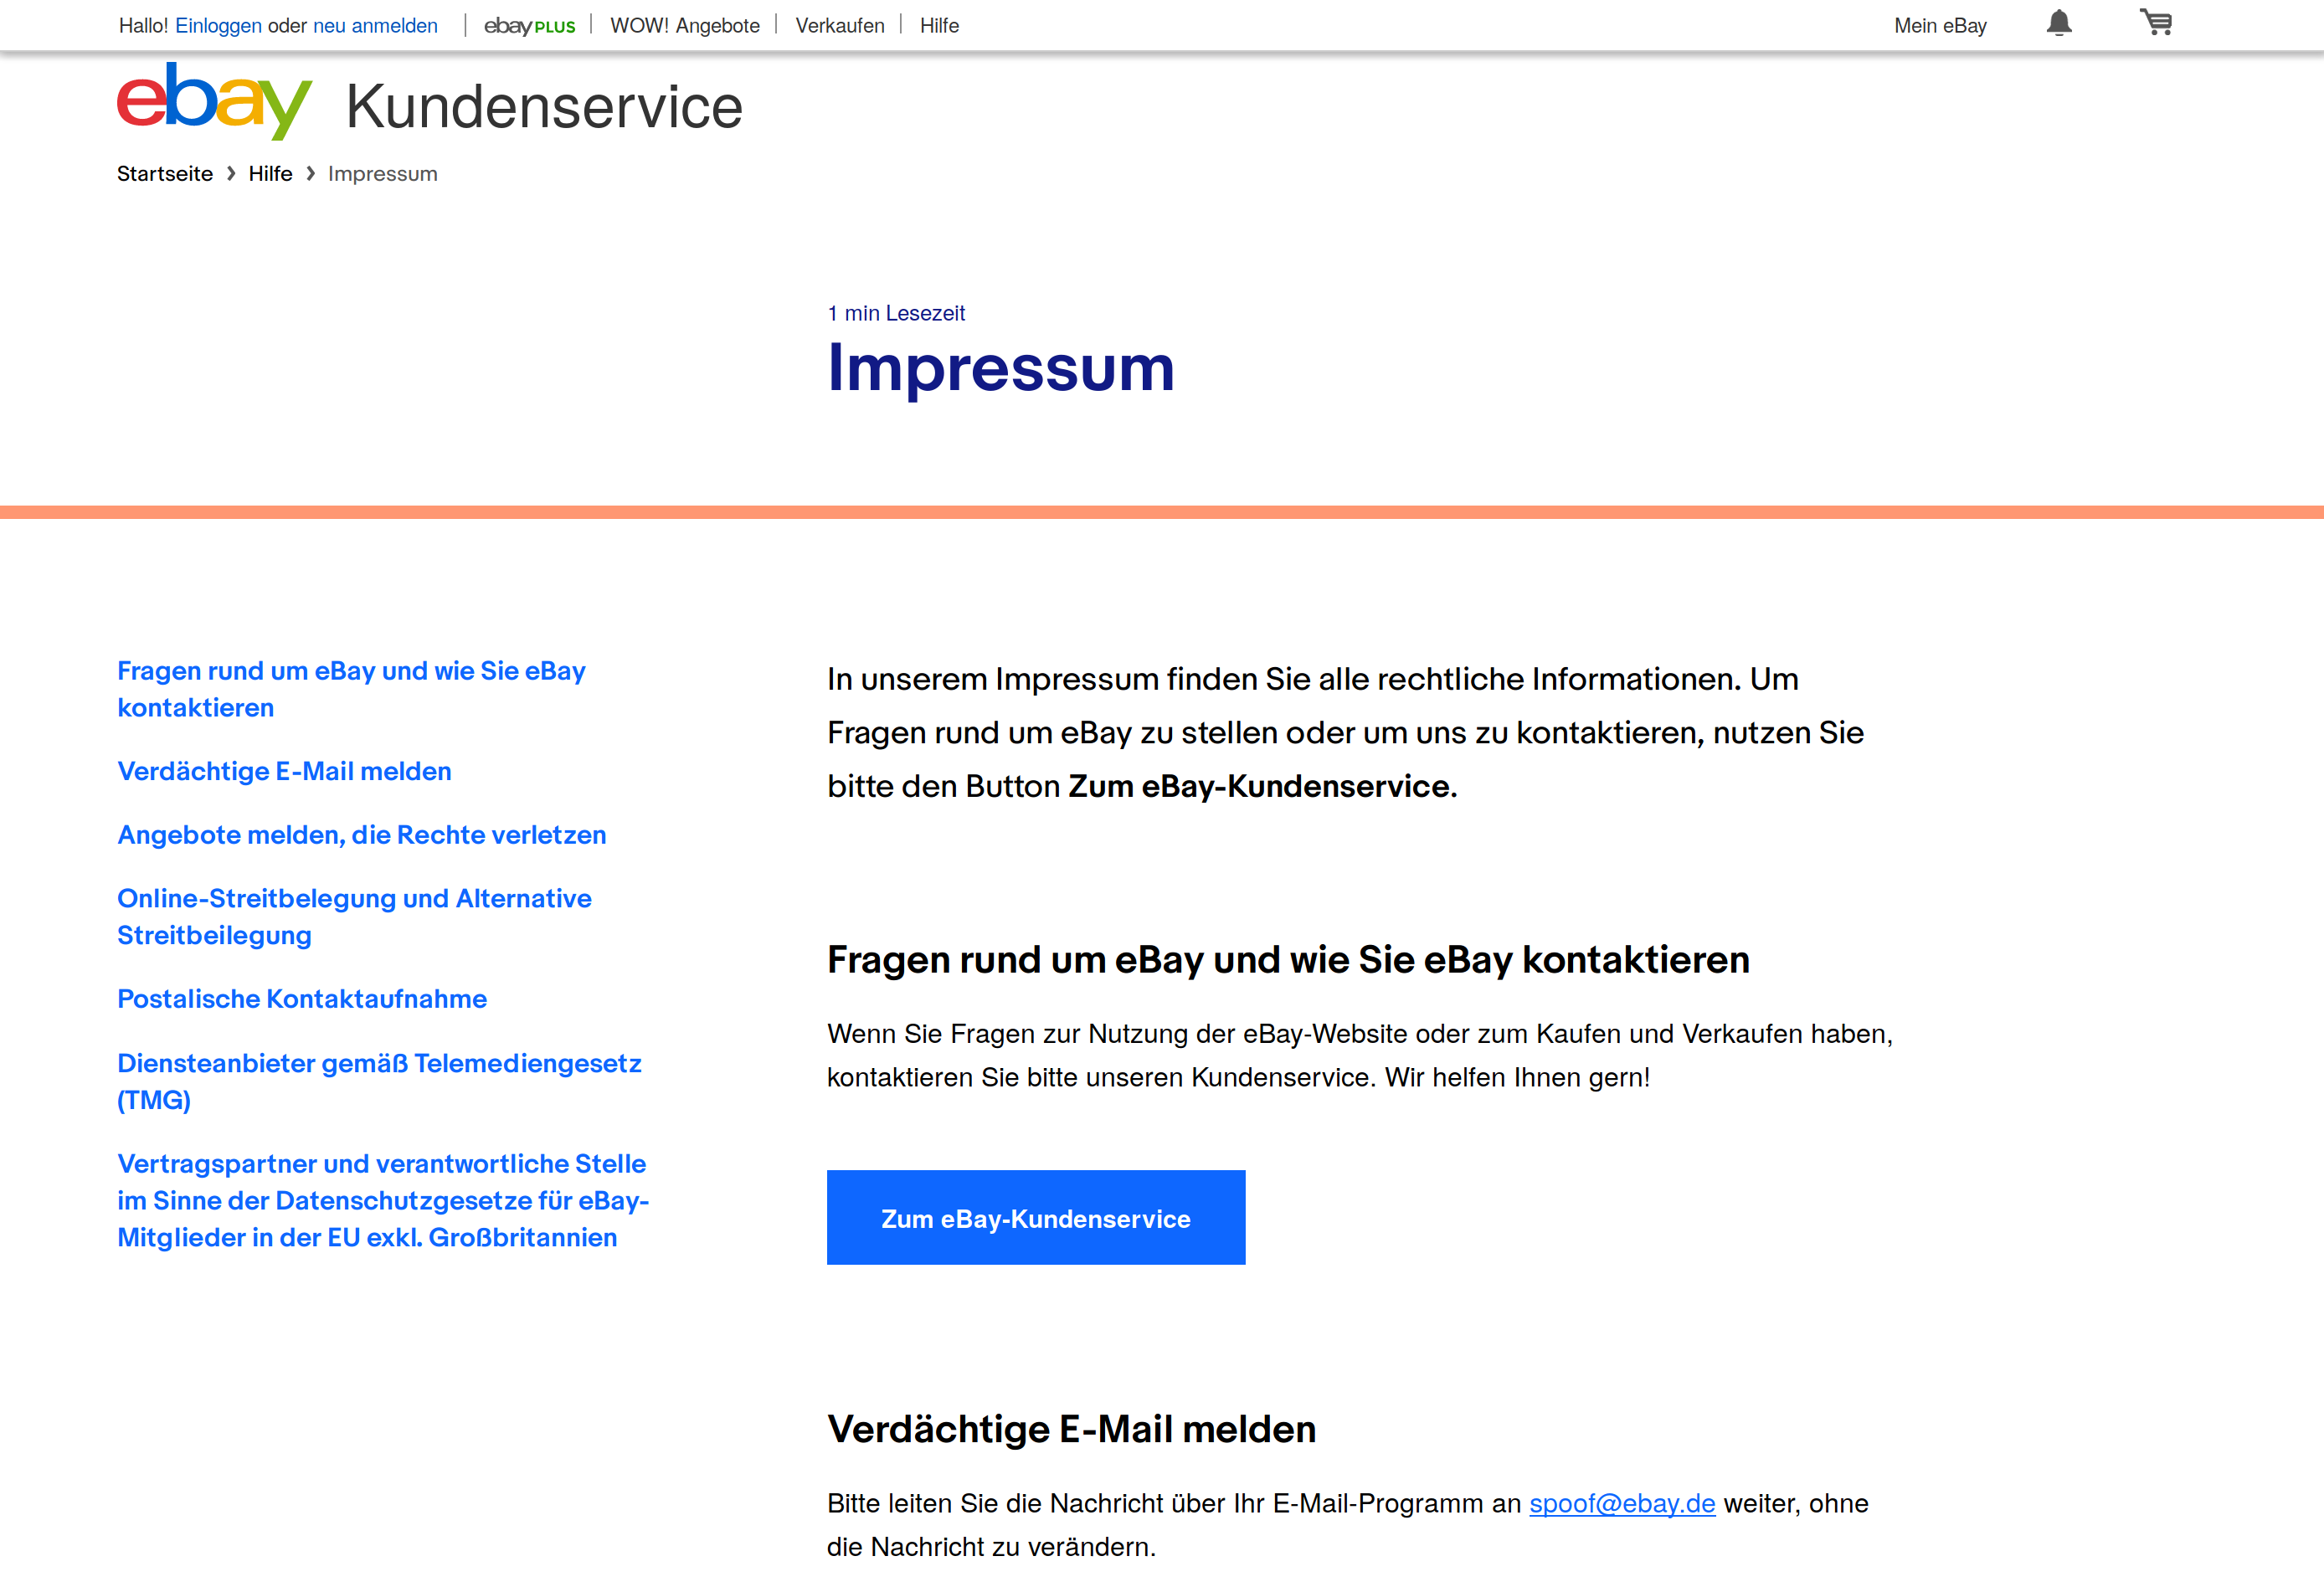 Hallo! Einloggen oder neu anmelden | ebay PLUS | WOW! Angebote | Verkaufen | Hilfe Mein eBay
ebay Kundenservice
Startseite › Hilfe › Impressum
1 min Lesezeit
Impressum
Fragen rund um eBay und wie Sie eBay
kontaktieren
Verdächtige E-Mail melden
Angebote melden, die Rechte verletzen
Online-Streitbelegung und Alternative
Streitbeilegung
Postalische Kontaktaufnahme
Diensteanbieter gemäß Telemediengesetz
(TMG)
Vertragspartner und verantwortliche Stelle
im Sinne der Datenschutzgesetze für eBay-
Mitglieder in der EU exkl. Großbritannien
In unserem Impressum finden Sie alle rechtliche Informationen. Um
Fragen rund um eBay zu stellen oder um uns zu kontaktieren, nutzen Sie
bitte den Button Zum eBay-Kundenservice.
Fragen rund um eBay und wie Sie eBay kontaktieren
Wenn Sie Fragen zur Nutzung der eBay-Website oder zum Kaufen und Verkaufen haben,
kontaktieren Sie bitte unseren Kundenservice. Wir helfen Ihnen gern!
Zum eBay-Kundenservice
Verdächtige E-Mail melden
Bitte leiten Sie die Nachricht über Ihr E-Mail-Programm an spoof@ebay.de weiter, ohne
die Nachricht zu verändern.